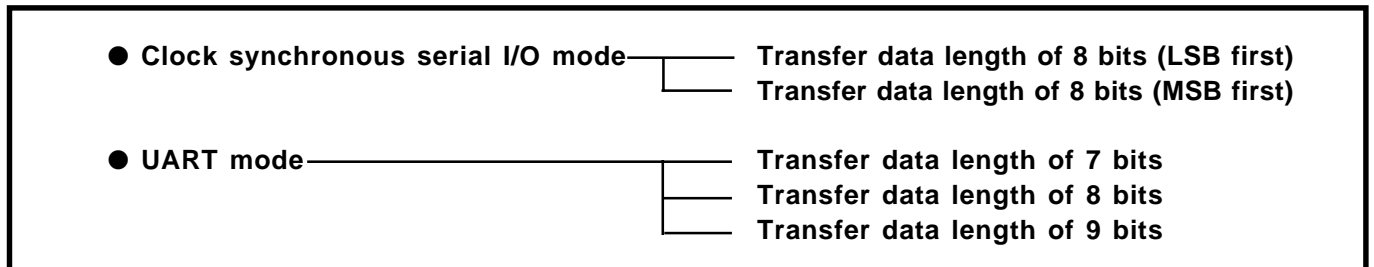 ● Clock synchronous serial I/O mode Transfer data length of 8 bits (LSB first)
Transfer data length of 8 bits (MSB first)
● UART mode Transfer data length of 7 bits
Transfer data length of 8 bits
Transfer data length of 9 bits